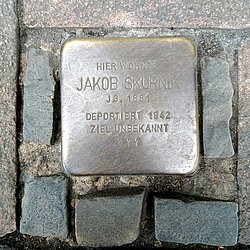 HIER WOHNTE
JAKOB SKURNIK
JG. 1881
DEPORTIERT 1942
ZIEL UNBEKANNT
???